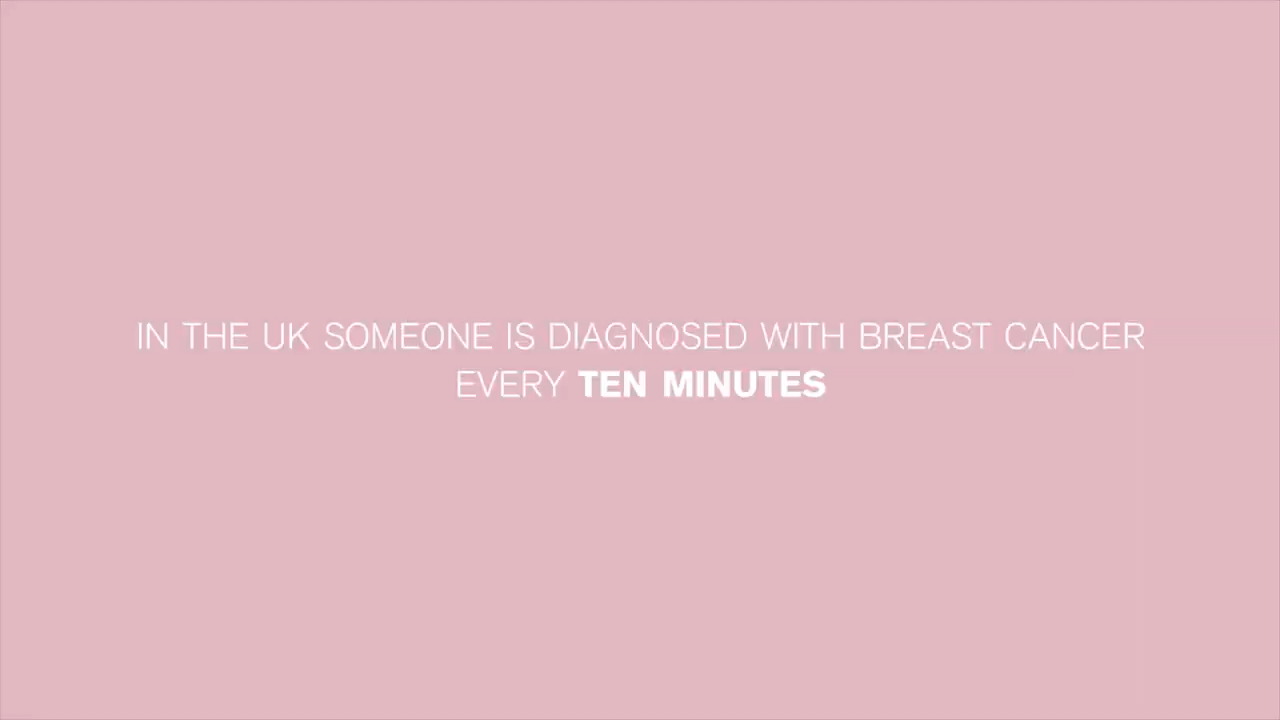 IN THE UK SOMEONE IS DIAGNOSED WITH BREAST CANCER
EVERY TEN MINUTES